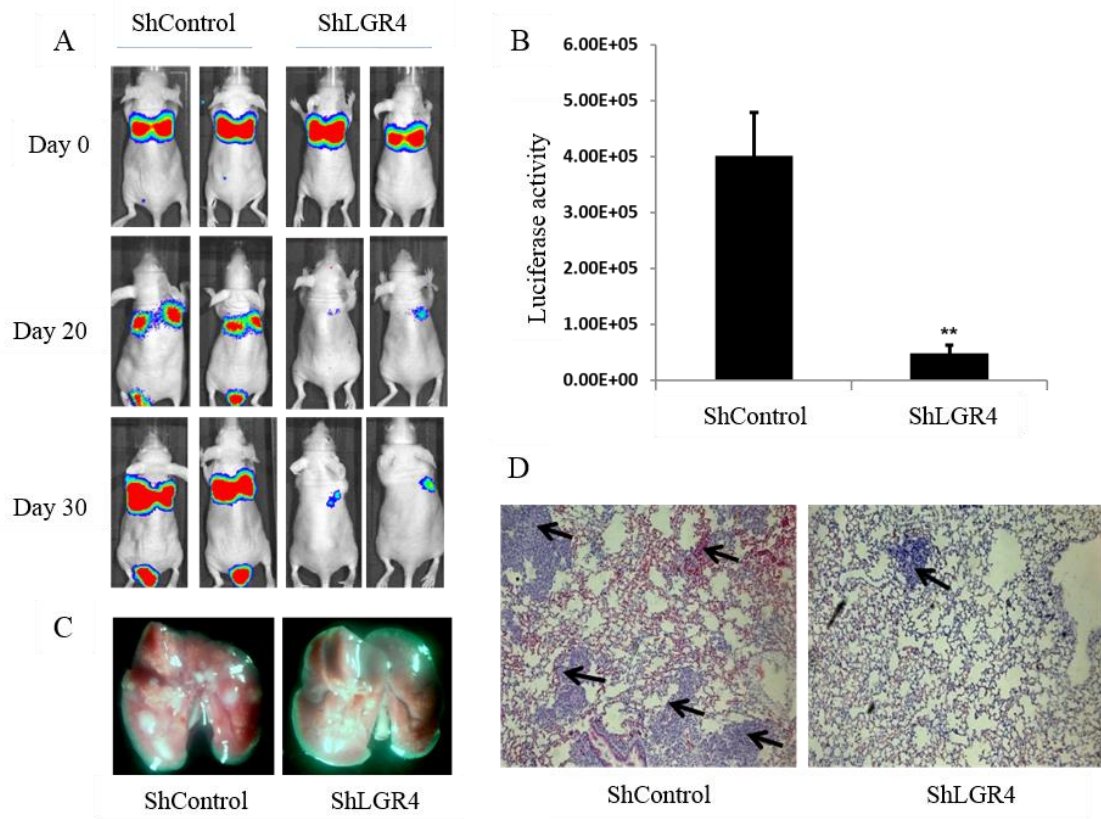 A
ShControl
ShLGR4
Day 0
Day 20
Day 30
B
6.00E+05
5.00E+05
4.00E+05
3.00E+05
2.00E+05
1.00E+05
0.00E+00
Luciferase activity
**
ShControl
ShLGR4
C
ShControl
ShLGR4
D
ShControl
ShLGR4